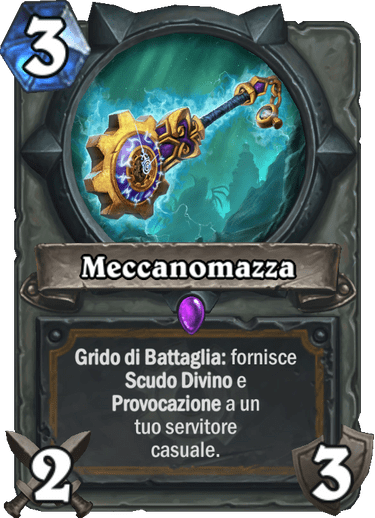 3
Meccanomazza
Grido di Battaglia: fornisce
Scudo Divino e
Provocazione a un
tuo servitore
casuale.
2
3